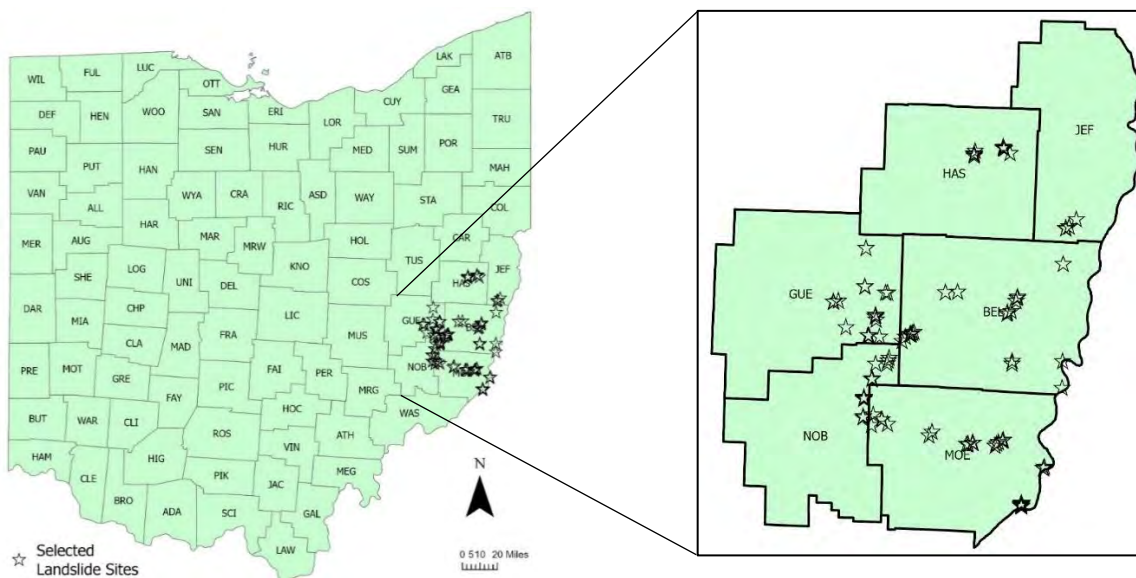 LAK
ATB
LUC
FUL
WIL
OTT
GEA
CUY
DEF
HEN
WOO
SAN
ERI
LOR
TRU
PAU
SEN
HUR
MED
SUM
POR
PUT
HAN
MAH
VAN
WYA
CRA
ASD
WAY
STA
COL
ALL
RIC
HAR
MAR
MRW
HOL
CAR
MER
AUG
TUS
JEF
LOG
UNI
KNO
COS
HAS
SHE
DEL
DAR
CHP
LIC
GUE
MIA
FRA
MUS
CLA
MAD
NOB
PRE
MOT
GRE
FAI
PER
MRG
PIC
FAY
WAS
BUT
WAR
CLI
HOC
ROS
ATH
VIN
HAM
HIG
MEG
CLE
PIK
JAC
BRO
ADA
SCI
GAL
LAW
N
0 5 10 20 Miles
Selected
Landslide Sites
JEF
HAS
GUE
BEL
NOB
MOE